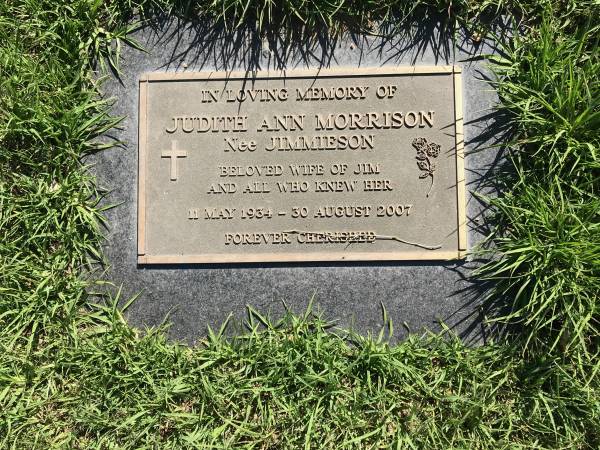 IN LOVING MEMORY OF
JUDITH ANN MORRISON
Nee JIMMIESON
BELOVED WIFE OF JIM
AND ALL WHO KNEW HER
11 MAY 1934 - 30 AUGUST 2007
FOREVER CHERISHED